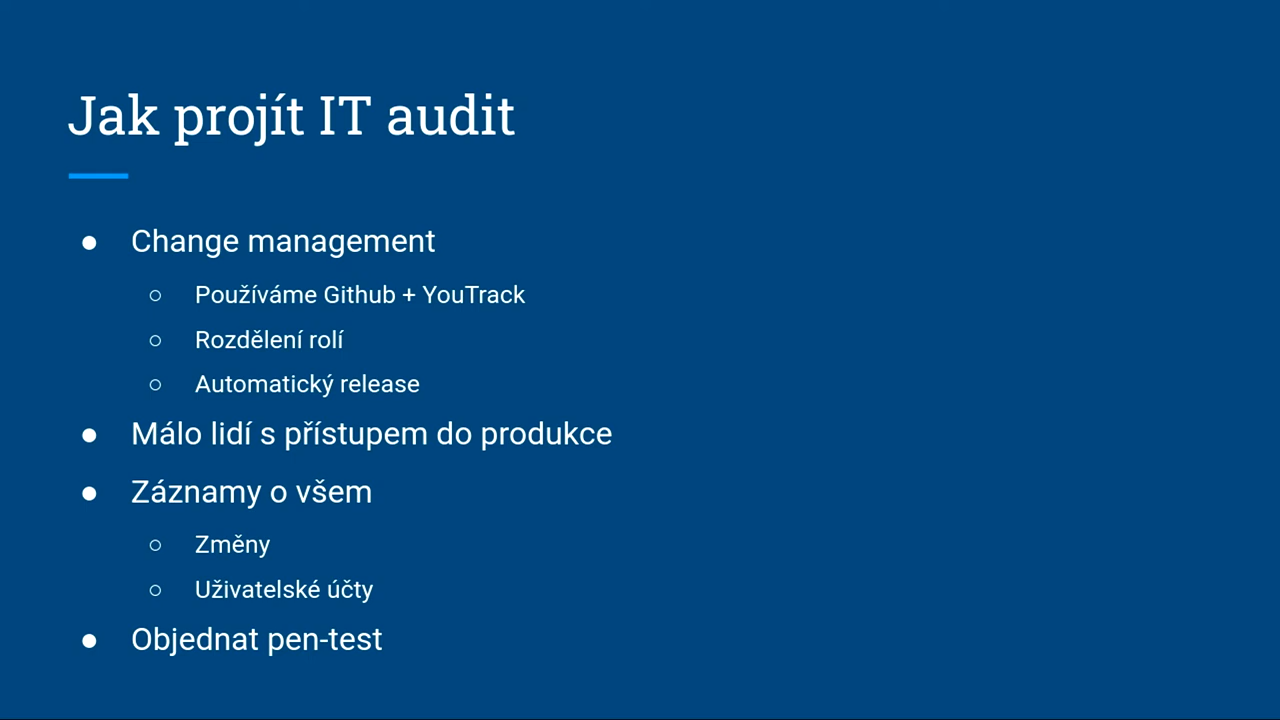 Jak projít IT audit
● Change management
○ Používáme Github + YouTrack
○ Rozdělení rolí
○ Automatický release
● Málo lidí s přístupem do produkce
● Záznamy o všem
○ Změny
○ Uživatelské účty
● Objednat pen-test